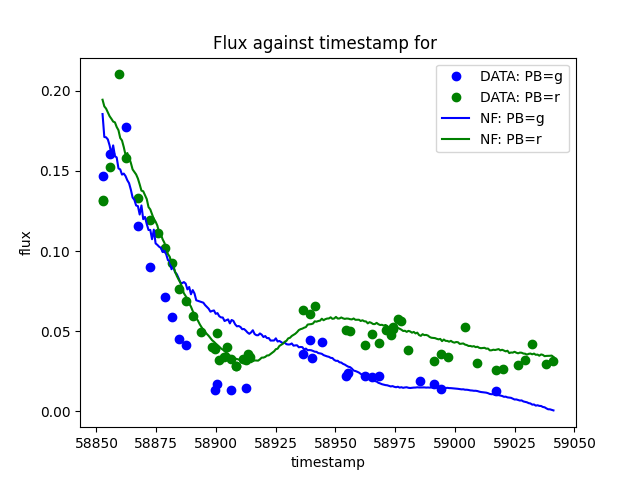 Flux against timestamp for
DATA: PB=g
DATA: PB=r
NF: PB=g
NF: PB=r
flux
0.20
0.15
0.10
0.05
0.00
58850 58875 58900 58925 58950 58975 59000 59025 59050
timestamp